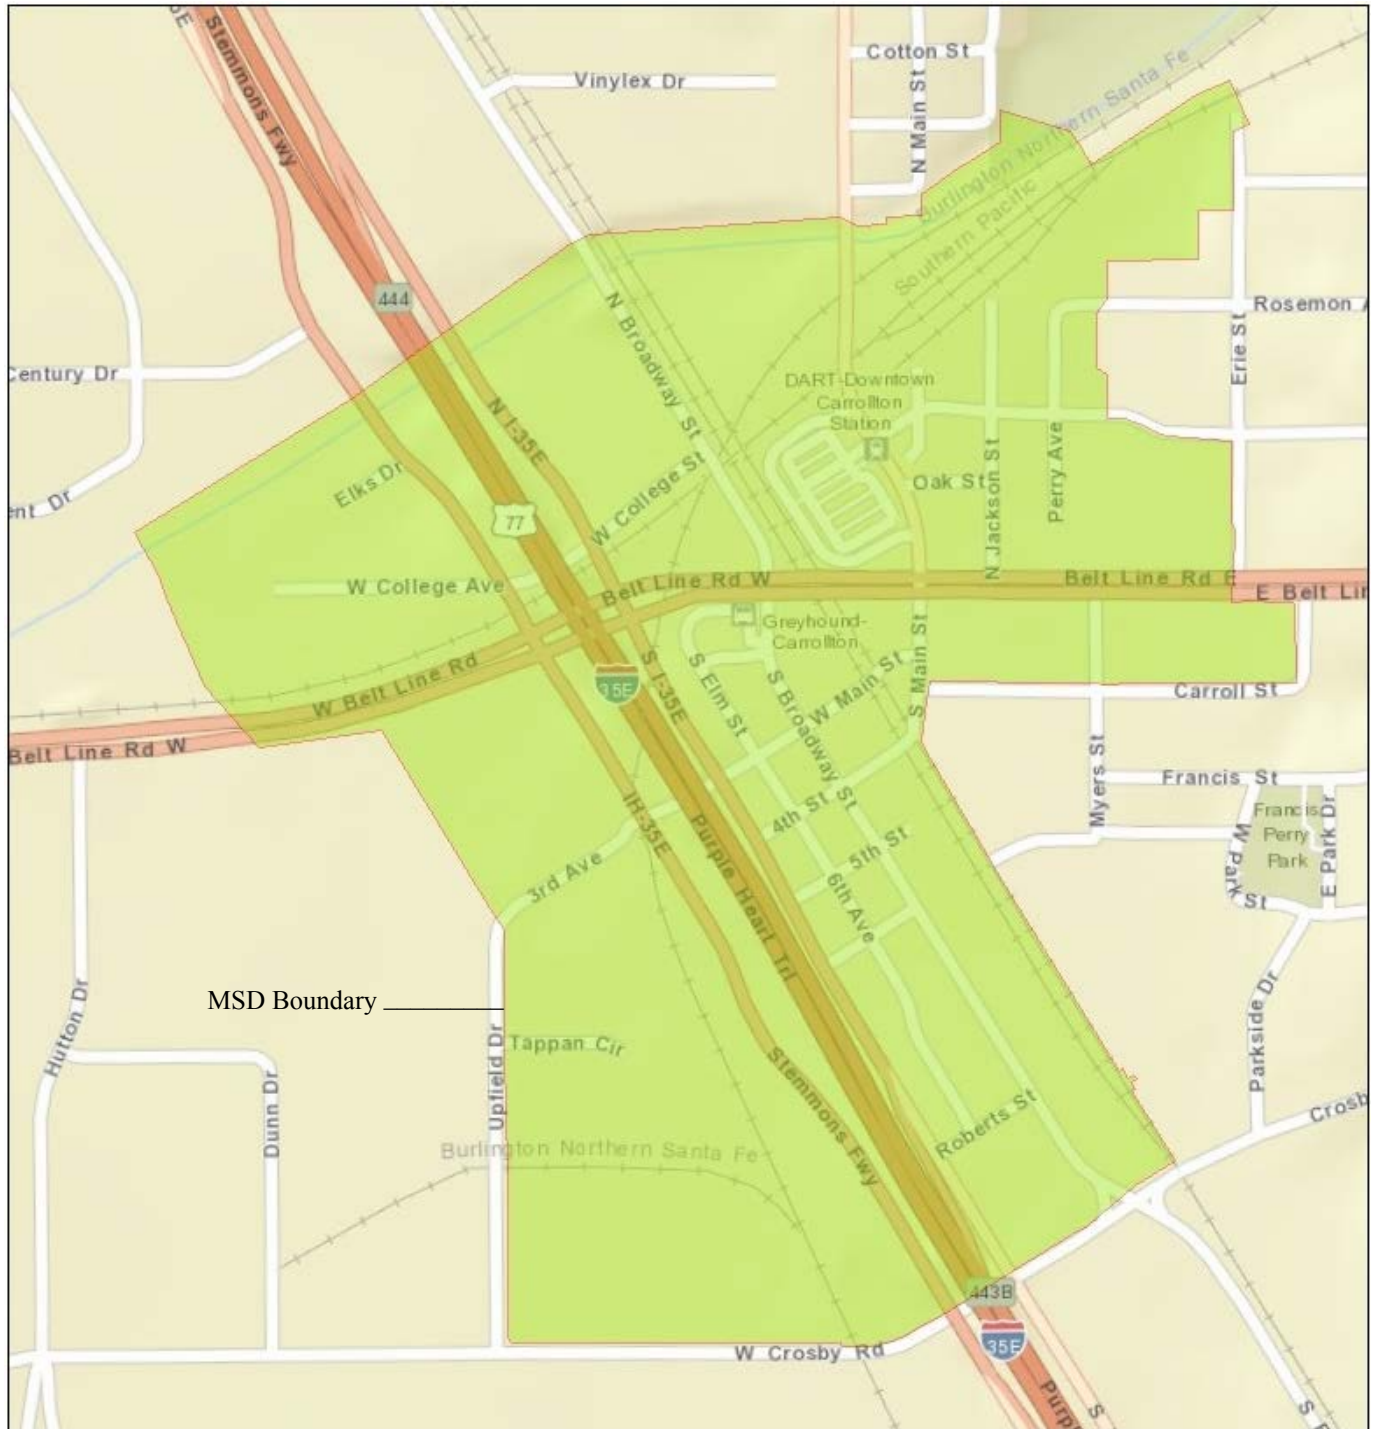 5E
Stemmons Fwy
Vinylex Dr
Cotton St
N Main St
Burlington Northern Santa Fe
Southern Pacific
444
Rosemon A
Erie St
Century Dr
N Broadway St
DART-Downtown
Carrollton
Station
N I-35E
Perry Ave
Elks Dr
W College St
Oak St
N Jackson St
ent Dr
77
W College Ave
Belt Line Rd W
Belt Line Rd E
E Belt Lin
Greyhound-
Carrollton
S Main St
W Belt Line Rd
35E
S I-35E
S Elm St
S Broadway St
W Main St
Carroll St
Belt Line Rd W
Myers St
Francis St
IH-35E
Purple Heart Trl
4th St
5th St
Francis
Perry
Park
W Park
St
E Park Dr
3rd Ave
6th Ave
MSD Boundary
Hutton Dr
Parkside Dr
Upfield Dr
Tappan Cir
Dunn Dr
Stemmons Fwy
Roberts St
Crosb
Burlington Northern Santa Fe
443B
35E
W Crosby Rd
Purp
S
S